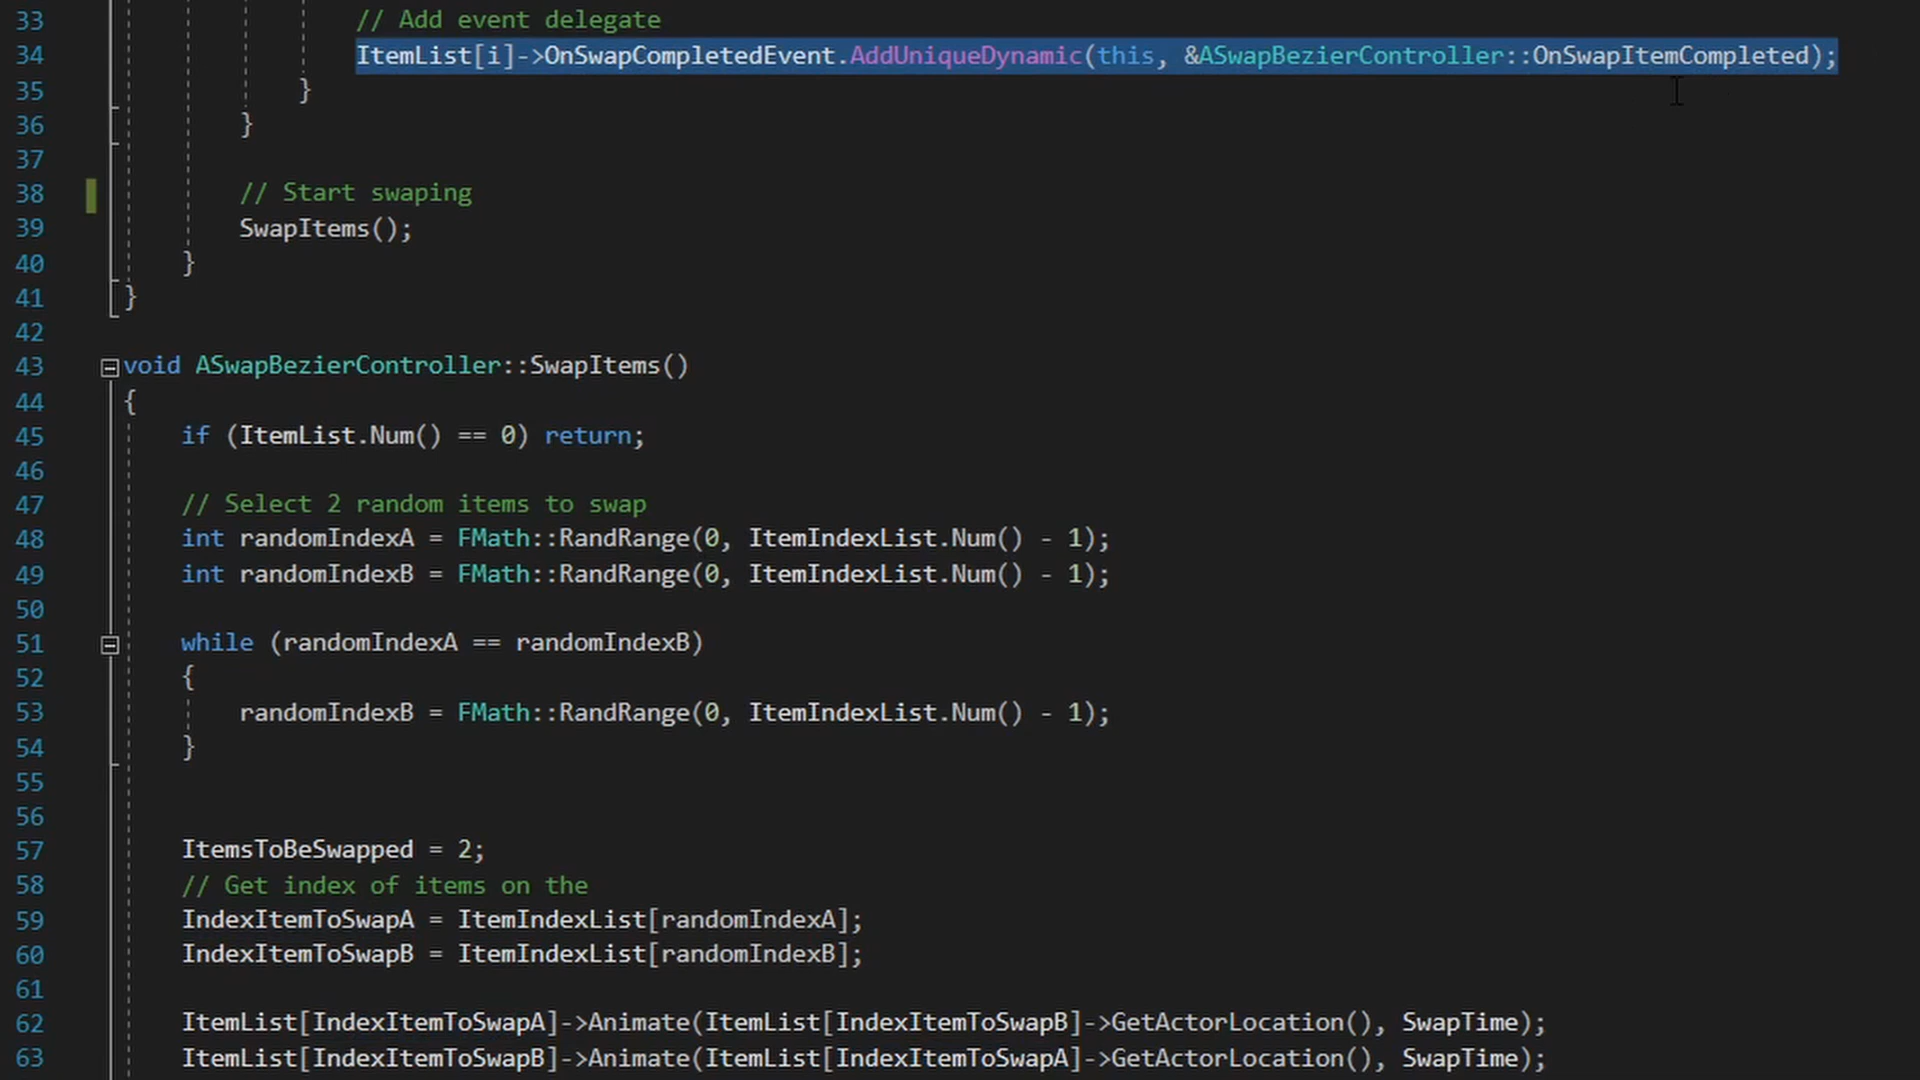 33 // Add event delegate
34 ItemList[i]->OnSwapCompletedEvent.AddUniqueDynamic(this, &ASwapBezierController::OnSwapItemCompleted);
35 }
36 }
37
38 // Start swaping
39 SwapItems();
40 }
41 }
42
43 void ASwapBezierController::SwapItems()
44 {
45 if (ItemList.Num() == 0) return;
46
47 // Select 2 random items to swap
48 int randomIndexA = FMath::RandRange(0, ItemIndexList.Num() - 1);
49 int randomIndexB = FMath::RandRange(0, ItemIndexList.Num() - 1);
50
51 while (randomIndexA == randomIndexB)
52 {
53 randomIndexB = FMath::RandRange(0, ItemIndexList.Num() - 1);
54 }
55
56
57 ItemsToBeSwapped = 2;
58 // Get index of items on the
59 IndexItemToSwapA = ItemIndexList[randomIndexA];
60 IndexItemToSwapB = ItemIndexList[randomIndexB];
61
62 ItemList[IndexItemToSwapA]->Animate(ItemList[IndexItemToSwapB]->GetActorLocation(), SwapTime);
63 ItemList[IndexItemToSwapB]->Animate(ItemList[IndexItemToSwapA]->GetActorLocation(), SwapTime);